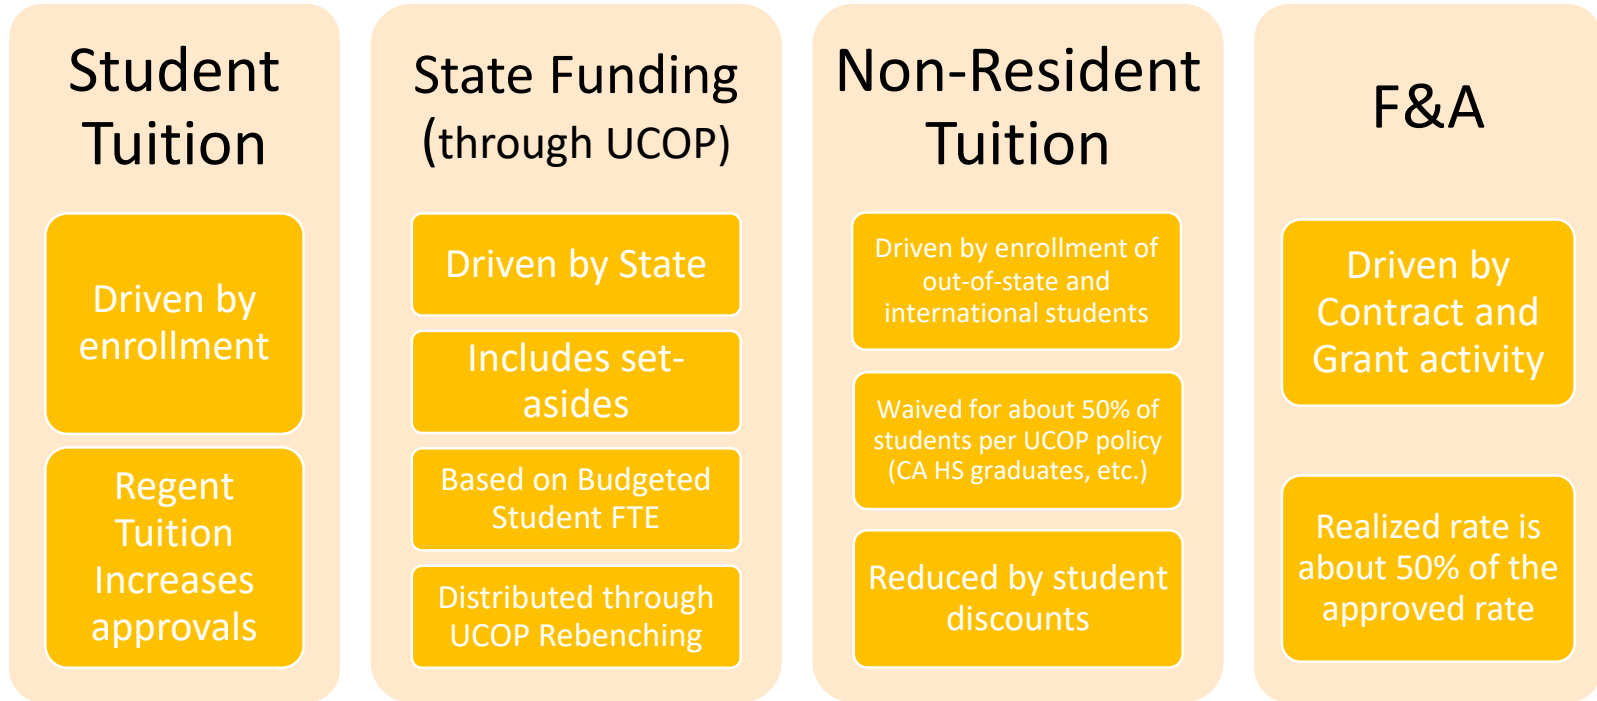 Student
Tuition
Driven by
enrollment
Regent
Tuition
Increases
approvals
State Funding
(through UCOP)
Driven by State
Includes set-
asides
Based on Budgeted
Student FTE
Distributed through
UCOP Rebenching
Non-Resident
Tuition
Driven by enrollment of
out-of-state and
international students
Waived for about 50% of
students per UCOP policy
(CA HS graduates, etc.)
Reduced by student
discounts
F&A
Driven by
Contract and
Grant activity
Realized rate is
about 50% of the
approved rate